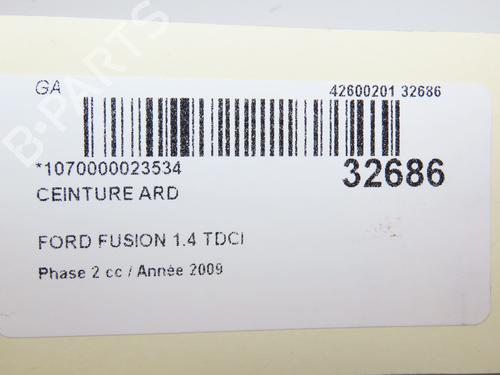 B-PARTS
GA 42600201 32686
*1070000023534 32686
CEINTURE ARD
FORD FUSION 1.4 TDCI
Phase 2 cc / Année 2009